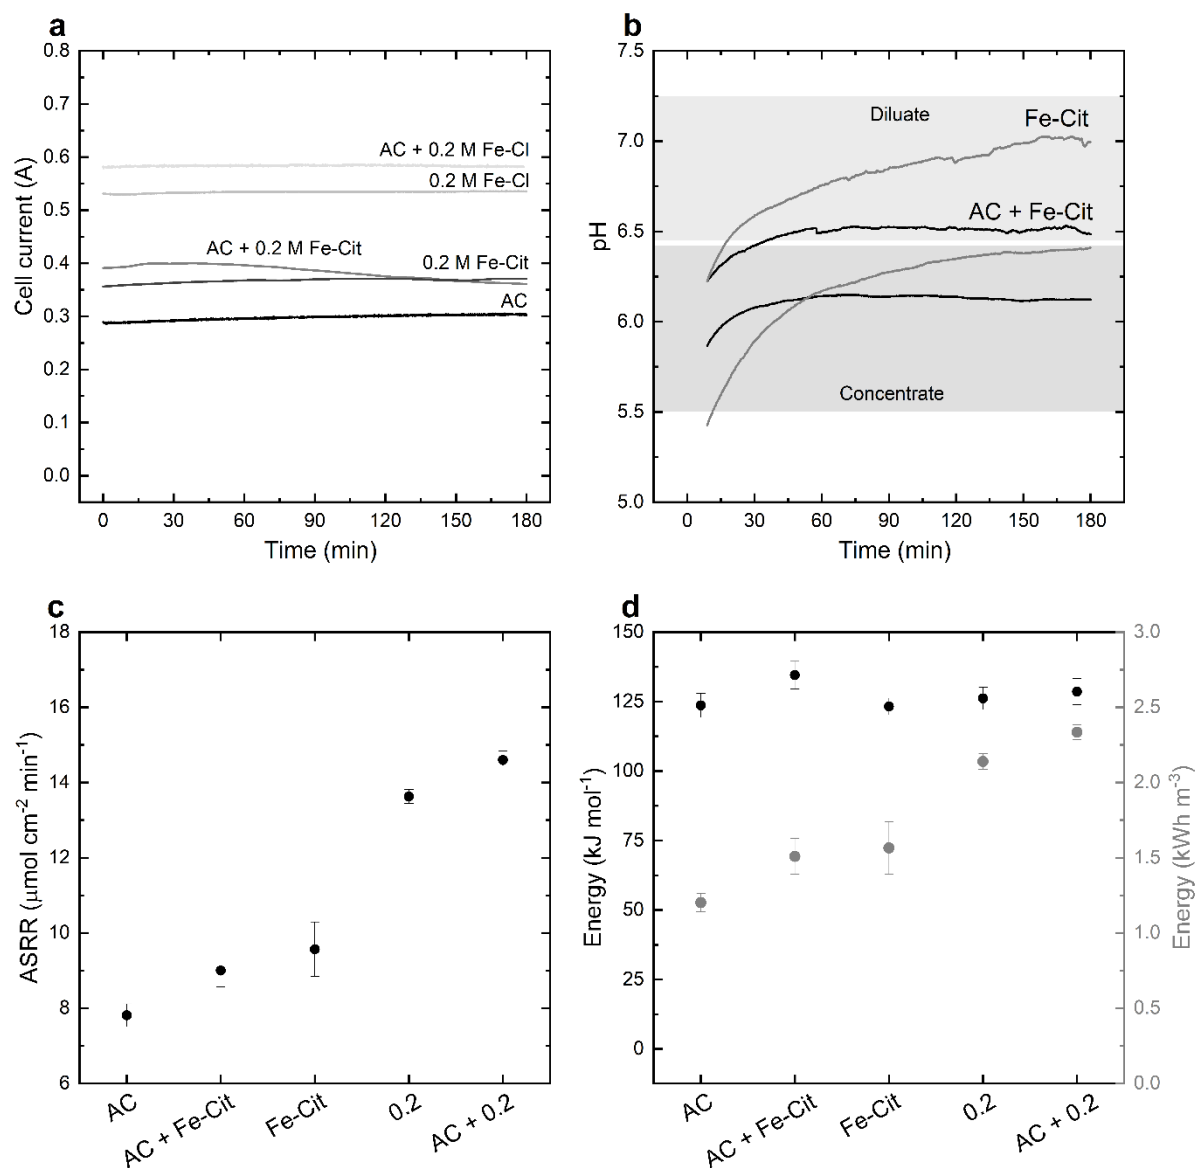 a
0.8
0.7
0.6
0.5
0.4
0.3
0.2
0.1
0.0
Cell current (A)
AC + 0.2 M Fe-Cl
0.2 M Fe-Cl
AC + 0.2 M Fe-Cit
0.2 M Fe-Cit
AC
0 30 60 90 120 150 180
Time (min)
b
7.5
7.0
6.5
6.0
5.5
5.0
pH
Diluate
Fe-Cit
AC + Fe-Cit
Concentrate
0 30 60 90 120 150 180
Time (min)
c
18
16
14
12
10
9
8
6
ASRR (μmol cm⁻² min⁻¹)
AC
AC + Fe-Cit
Fe-Cit
0.2
AC + 0.2
d
150
125
100
75
50
25
0
Energy (kJ mol⁻¹)
3.0
2.5
2.0
1.5
1.0
0.5
0.0
Energy (kWh m⁻³)
AC
AC + Fe-Cit
Fe-Cit
0.2
AC + 0.2